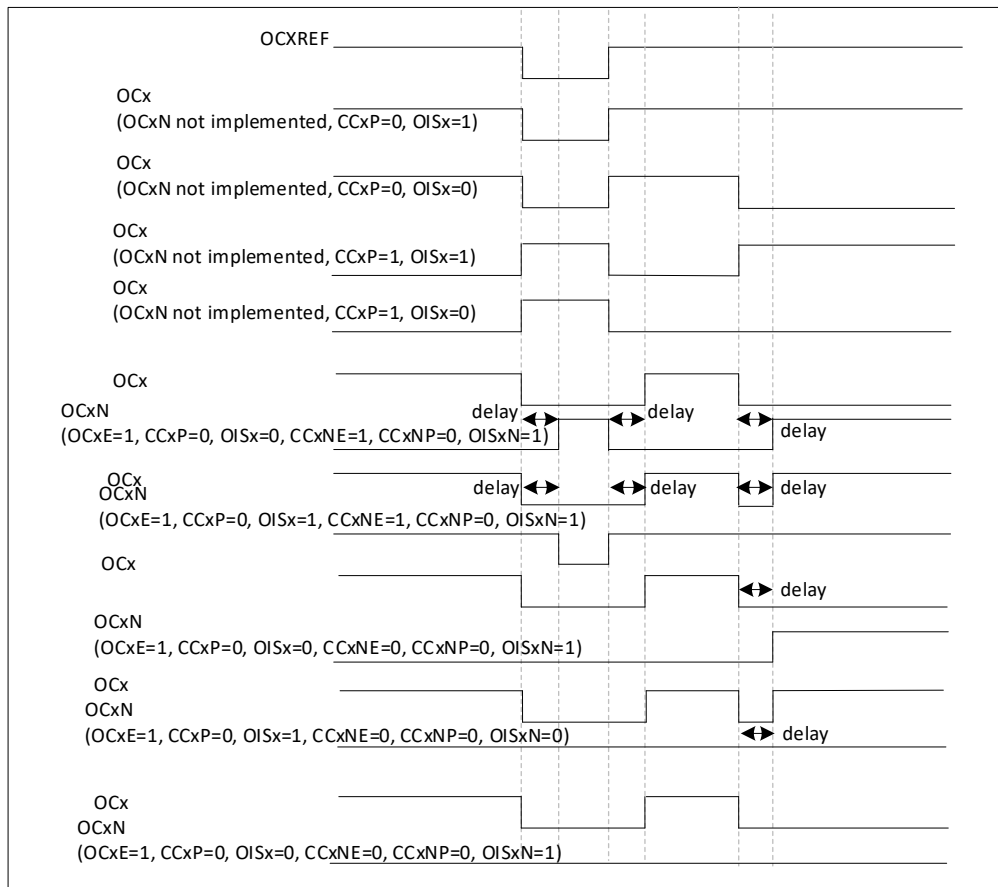 OCXREF
OCx
(OCxN not implemented, CCxP=0, OISx=1)
OCx
(OCxN not implemented, CCxP=0, OISx=0)
OCx
(OCxN not implemented, CCxP=1, OISx=1)
OCx
(OCxN not implemented, CCxP=1, OISx=0)
OCx
OCxN
delay
delay
delay
(OCxE=1, CCxP=0, OISx=0, CCxNE=1, CCxNP=0, OISxN=1)
OCx
delay
delay
delay
OCxN
(OCxE=1, CCxP=0, OISx=1, CCxNE=1, CCxNP=0, OISxN=1)
OCx
delay
OCxN
(OCxE=1, CCxP=0, OISx=0, CCxNE=0, CCxNP=0, OISxN=1)
OCx
OCxN
(OCxE=1, CCxP=0, OISx=1, CCxNE=0, CCxNP=0, OISxN=0)
delay
OCx
OCxN
(OCxE=1, CCxP=0, OISx=0, CCxNE=0, CCxNP=0, OISxN=1)